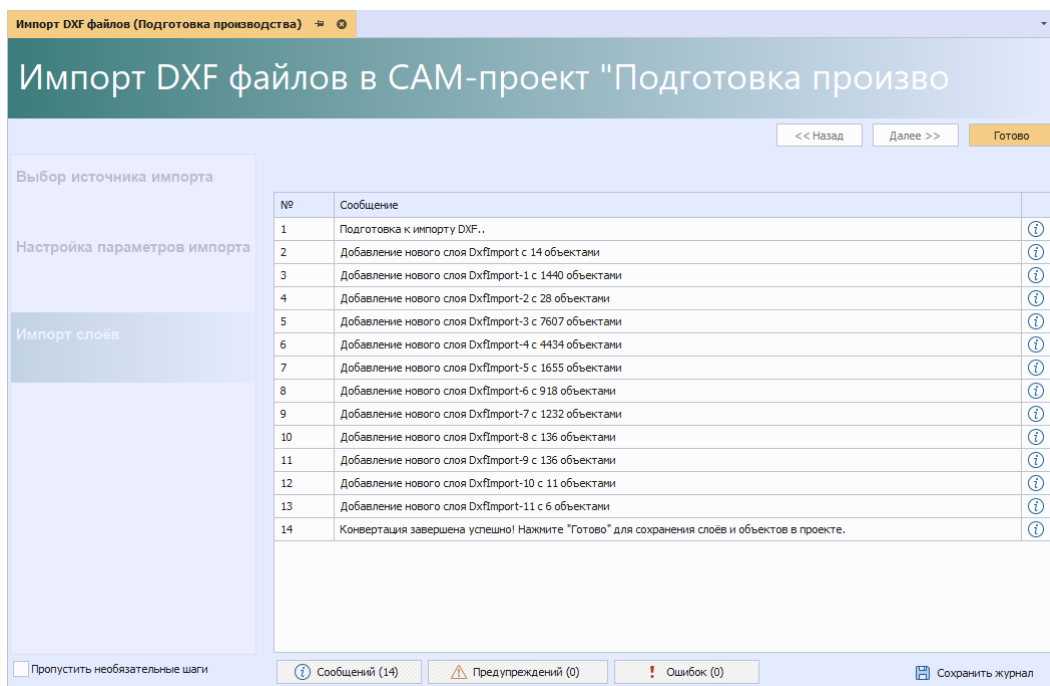 Импорт DXF файлов (Подготовка производства)
Импорт DXF файлов в CAM-проект "Подготовка произво
<< Назад
Далее >>
Готово
Выбор источника импорта
Настройка параметров импорта
Импорт слоёв
№ Сообщение
1 Подготовка к импорту DXF..
2 Добавление нового слоя DxfImport с 14 объектами
3 Добавление нового слоя DxfImport-1 с 1440 объектами
4 Добавление нового слоя DxfImport-2 с 28 объектами
5 Добавление нового слоя DxfImport-3 с 7607 объектами
6 Добавление нового слоя DxfImport-4 с 4434 объектами
7 Добавление нового слоя DxfImport-5 с 1655 объектами
8 Добавление нового слоя DxfImport-6 с 918 объектами
9 Добавление нового слоя DxfImport-7 с 1232 объектами
10 Добавление нового слоя DxfImport-8 с 136 объектами
11 Добавление нового слоя DxfImport-9 с 136 объектами
12 Добавление нового слоя DxfImport-10 с 11 объектами
13 Добавление нового слоя DxfImport-11 с 6 объектами
14 Конвертация завершена успешно! Нажмите "Готово" для сохранения слоёв и объектов в проекте.
Пропустить необязательные шаги
Сообщений (14)
Предупреждений (0)
Ошибок (0)
Сохранить журнал